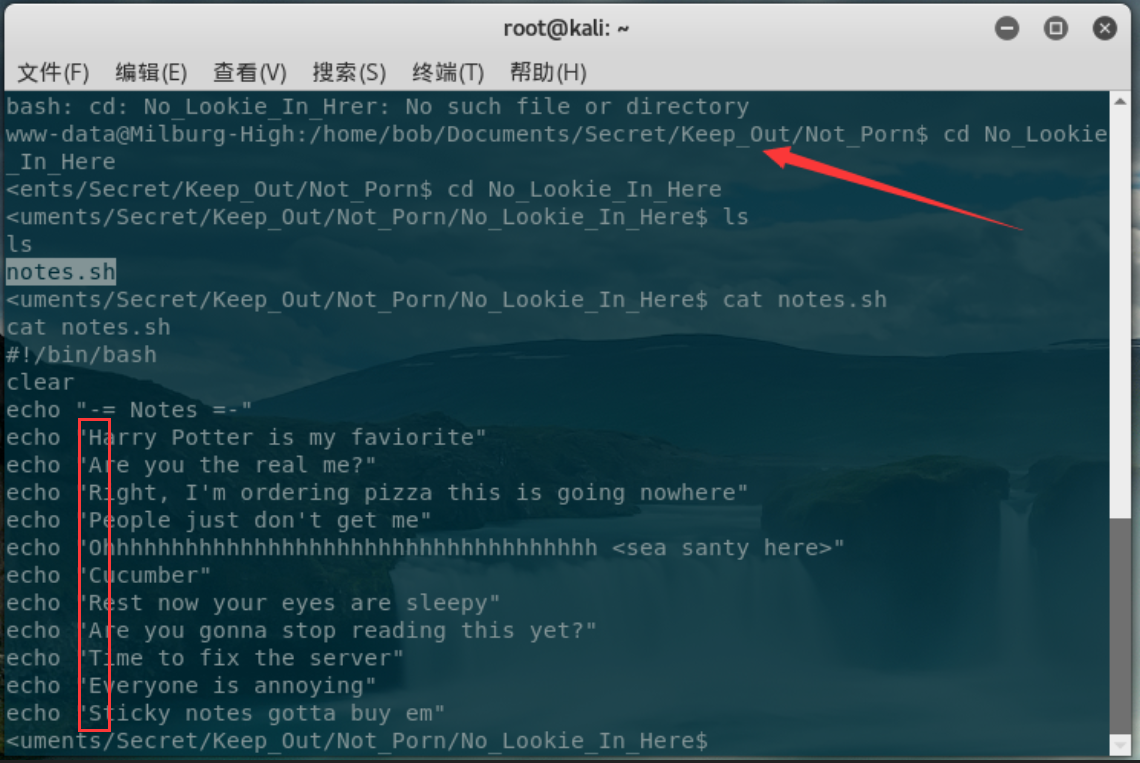 root@kali: ~
文件(F) 编辑(E) 查看(V) 搜索(S) 终端(T) 帮助(H)
bash: cd: No_Lookie_In_Hrer: No such file or directory
www-data@Milburg-High:/home/bob/Documents/Secret/Keep_Out/Not_Porn$ cd No_Lookie
_In_Here
<ents/Secret/Keep_Out/Not_Porn$ cd No_Lookie_In_Here
<uments/Secret/Keep_Out/Not_Porn/No_Lookie_In_Here$ ls
ls
notes.sh
<uments/Secret/Keep_Out/Not_Porn/No_Lookie_In_Here$ cat notes.sh
cat notes.sh
#!/bin/bash
clear
echo "-= Notes =-"
echo "Harry Potter is my faviorite"
echo "Are you the real me?"
echo "Right, I'm ordering pizza this is going nowhere"
echo "People just don't get me"
echo "Ohhhhhhhhhhhhhhhhhhhhhhhhhhhhhhhhhhhh <sea santy here>"
echo "Cucumber"
echo "Rest now your eyes are sleepy"
echo "Are you gonna stop reading this yet?"
echo "Time to fix the server"
echo "Everyone is annoying"
echo "Sticky notes gotta buy em"
<uments/Secret/Keep_Out/Not_Porn/No_Lookie_In_Here$